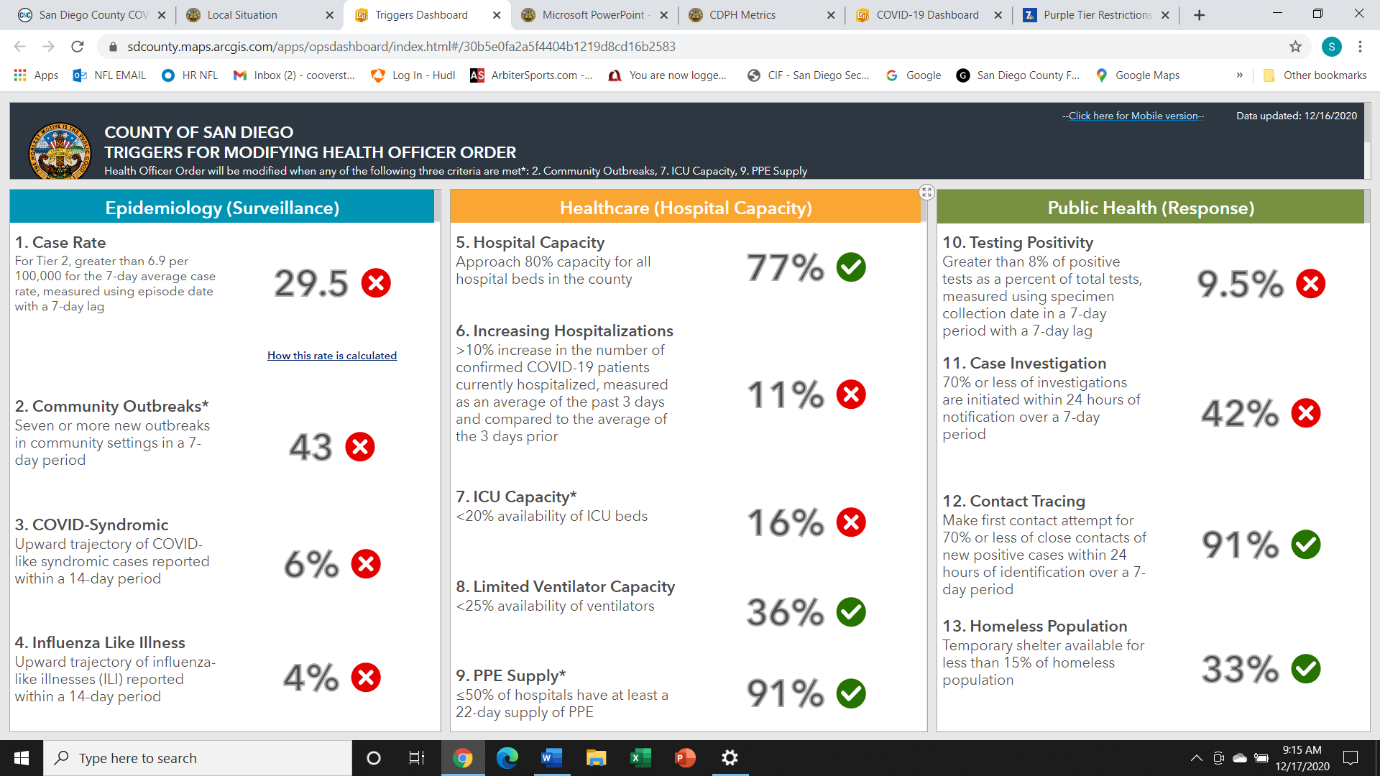 San Diego County COV
Local Situation
Triggers Dashboard
Microsoft PowerPoint -
CDPH Metrics
COVID-19 Dashboard
Purple Tier Restrictions
sdcounty.maps.arcgis.com/apps/opsdashboard/index.html#/30b5e0fa2a5f4404b1219d8cd16b2583
S
Apps
NFL EMAIL
HR NFL
Inbox (2) - cooverst...
Log In - Hudl
ArbiterSports.com -...
You are now logge...
CIF - San Diego Sec...
Google
San Diego County F...
Google Maps
»
Other bookmarks
--Click here for Mobile version--
Data updated: 12/16/2020
COUNTY OF SAN DIEGO
TRIGGERS FOR MODIFYING HEALTH OFFICER ORDER
Health Officer Order will be modified when any of the following three criteria are met*: 2. Community Outbreaks, 7. ICU Capacity, 9. PPE Supply
Epidemiology (Surveillance)
1. Case Rate
For Tier 2, greater than 6.9 per
100,000 for the 7-day average case
rate, measured using episode date
with a 7-day lag
29.5
How this rate is calculated
2. Community Outbreaks*
Seven or more new outbreaks
in community settings in a 7-
day period
43
3. COVID-Syndromic
Upward trajectory of COVID-
like syndromic cases reported
within a 14-day period
6%
4. Influenza Like Illness
Upward trajectory of influenza-
like illnesses (ILI) reported
within a 14-day period
4%
Healthcare (Hospital Capacity)
5. Hospital Capacity
Approach 80% capacity for all
hospital beds in the county
77%
6. Increasing Hospitalizations
>10% increase in the number of
confirmed COVID-19 patients
currently hospitalized, measured
as an average of the past 3 days
and compared to the average of
the 3 days prior
11%
7. ICU Capacity*
<20% availability of ICU beds
16%
8. Limited Ventilator Capacity
<25% availability of ventilators
36%
9. PPE Supply*
≤50% of hospitals have at least a
22-day supply of PPE
91%
Public Health (Response)
10. Testing Positivity
Greater than 8% of positive
tests as a percent of total tests,
measured using specimen
collection date in a 7-day
period with a 7-day lag
9.5%
11. Case Investigation
70% or less of investigations
are initiated within 24 hours of
notification over a 7-day
period
42%
12. Contact Tracing
Make first contact attempt for
70% or less of close contacts of
new positive cases within 24
hours of identification over a 7-
day period
91%
13. Homeless Population
Temporary shelter available for
less than 15% of homeless
population
33%
Type here to search
9:15 AM
12/17/2020